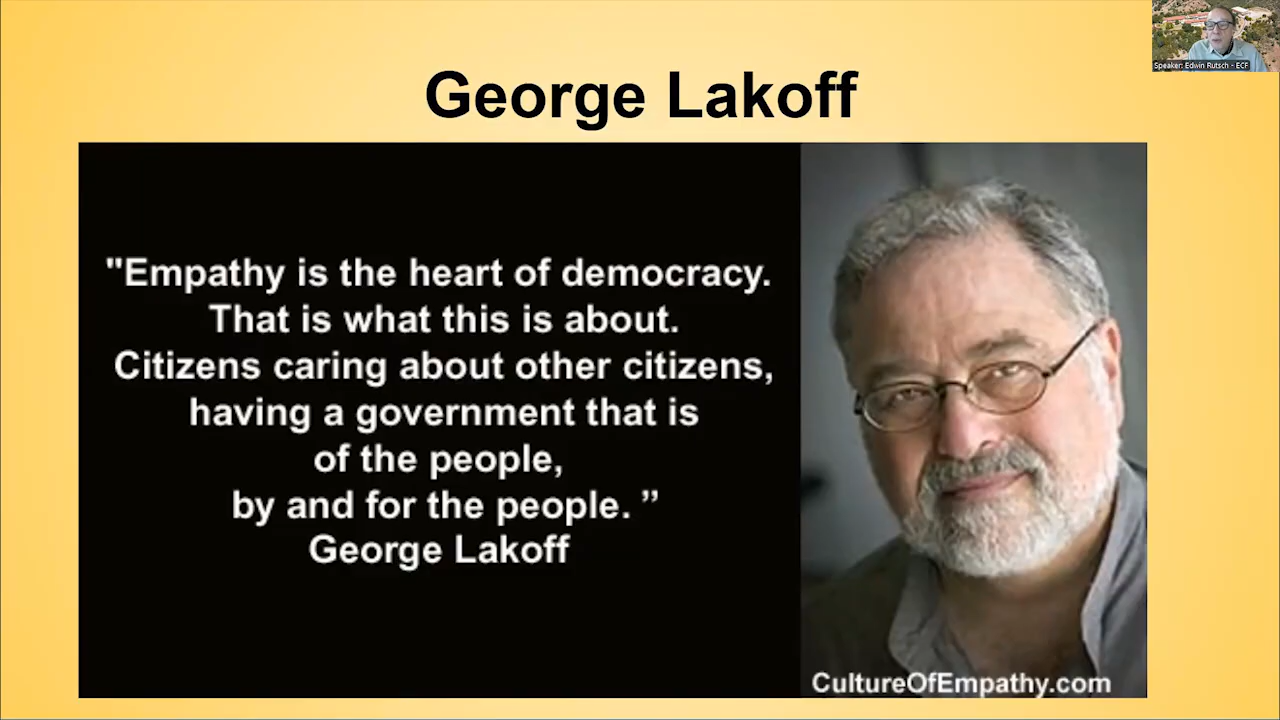 Speaker: Edwin Rutsch - ECF
George Lakoff
"Empathy is the heart of democracy.
That is what this is about.
Citizens caring about other citizens,
having a government that is
of the people,
by and for the people. ”
George Lakoff
CultureOfEmpathy.com